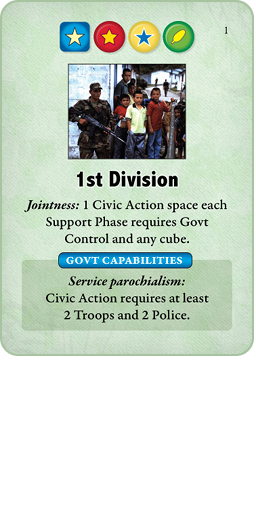 1
1st Division
Jointness: 1 Civic Action space each
Support Phase requires Govt
Control and any cube.
GOVT CAPABILITIES
Service parochialism:
Civic Action requires at least
2 Troops and 2 Police.